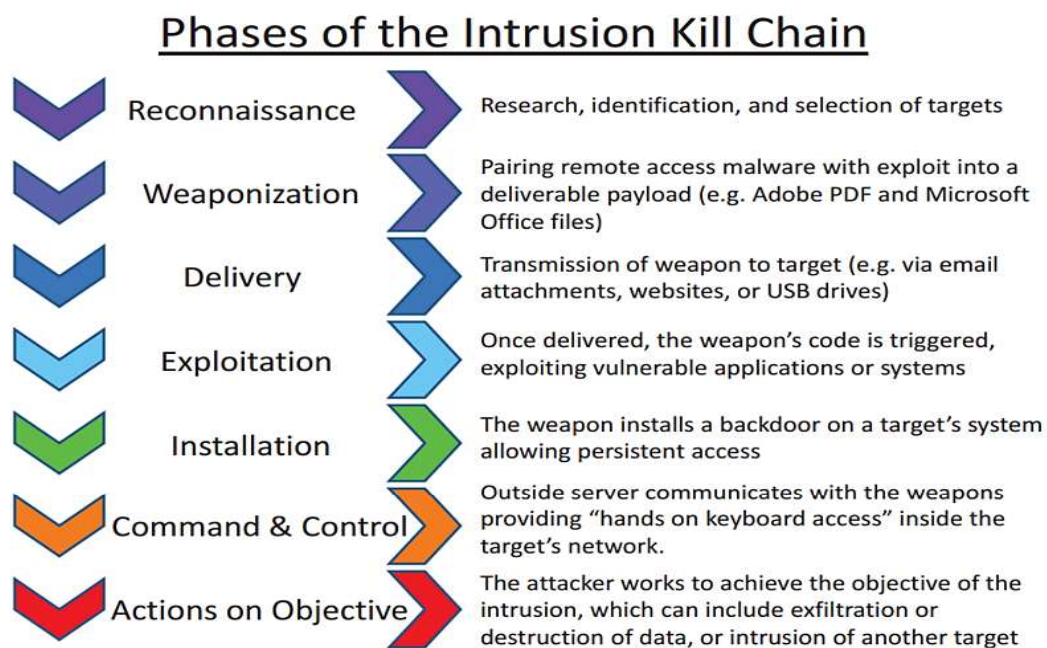 Phases of the Intrusion Kill Chain
Reconnaissance
Research, identification, and selection of targets
Weaponization
Pairing remote access malware with exploit into a
deliverable payload (e.g. Adobe PDF and Microsoft
Office files)
Delivery
Transmission of weapon to target (e.g. via email
attachments, websites, or USB drives)
Exploitation
Once delivered, the weapon’s code is triggered,
exploiting vulnerable applications or systems
Installation
The weapon installs a backdoor on a target’s system
allowing persistent access
Command & Control
Outside server communicates with the weapons
providing “hands on keyboard access” inside the
target’s network.
Actions on Objective
The attacker works to achieve the objective of the
intrusion, which can include exfiltration or
destruction of data, or intrusion of another target